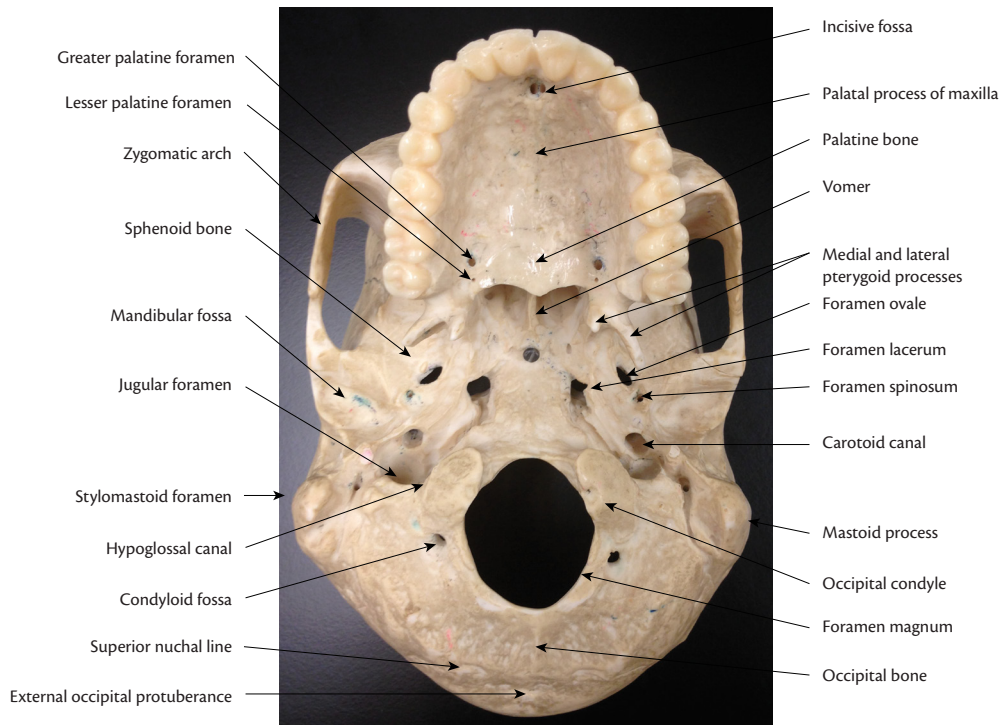 Greater palatine foramen
Lesser palatine foramen
Zygomatic arch
Sphenoid bone
Mandibular fossa
Jugular foramen
Stylomastoid foramen
Hypoglossal canal
Condyloid fossa
Superior nuchal line
External occipital protuberance
Incisive fossa
Palatal process of maxilla
Palatine bone
Vomer
Medial and lateral
pterygoid processes
Foramen ovale
Foramen lacerum
Foramen spinosum
Carotoid canal
Mastoid process
Occipital condyle
Foramen magnum
Occipital bone